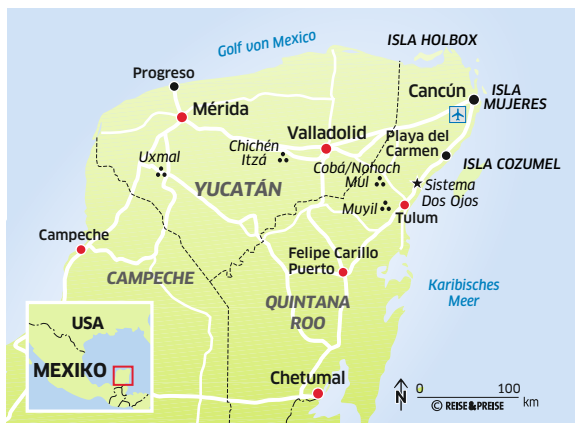 Golf von Mexico
ISLA HOLBOX
Progreso
Cancún
ISLA
MUJERES
Mérida
Valladolid
Playa del
Carmen
Chichén
Itzá
ISLA COZUMEL
Uxmal
Cobá/Nohoch
Mul
Sistema
Dos Ojos
YUCATÁN
Muyil
Tulum
Campeche
Felipe Carillo
Puerto
CAMPECHE
Karibisches
Meer
QUINTANA
ROO
USA
MEXIKO
Chetumal
N
0 100
km
© REISE & PREISE